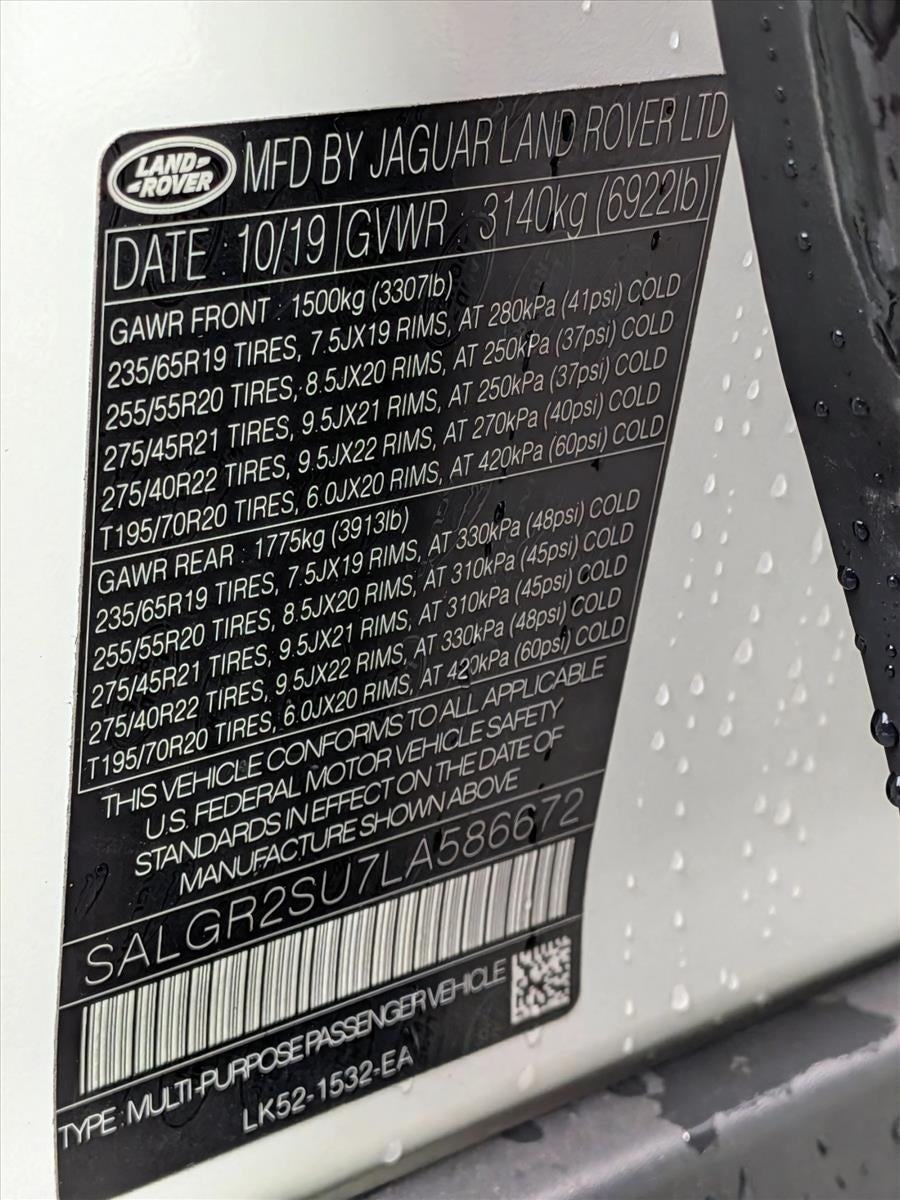 LAND-
-ROVER
MFD BY JAGUAR LAND ROVER LTD
DATE : 10/19 GVWR : 3140kg (6922lb)
GAWR FRONT : 1500kg (3307lb)
235/65R19 TIRES, 7.5JX19 RIMS, AT 280kPa (41psi) COLD
255/55R20 TIRES, 8.5JX20 RIMS, AT 250kPa (37psi) COLD
275/45R21 TIRES, 9.5JX21 RIMS, AT 250kPa (37psi) COLD
275/40R22 TIRES, 9.5JX22 RIMS, AT 270kPa (40psi) COLD
T195/70R20 TIRES, 6.0JX20 RIMS, AT 420kPa (60psi) COLD
GAWR REAR : 1775kg (3913lb)
235/65R19 TIRES, 7.5JX19 RIMS, AT 330kPa (48psi) COLD
255/55R20 TIRES, 8.5JX20 RIMS, AT 310kPa (45psi) COLD
275/45R21 TIRES, 9.5JX21 RIMS, AT 310kPa (45psi) COLD
275/40R22 TIRES, 9.5JX22 RIMS, AT 330kPa (48psi) COLD
T195/70R20 TIRES, 6.0JX20 RIMS, AT 420kPa (60psi) COLD
THIS VEHICLE CONFORMS TO ALL APPLICABLE
U.S. FEDERAL MOTOR VEHICLE SAFETY
STANDARDS IN EFFECT ON THE DATE OF
MANUFACTURE SHOWN ABOVE
SALGR2SU7LA586672
TYPE : MULTI-PURPOSE PASSENGER VEHICLE
LK52-1532-EA